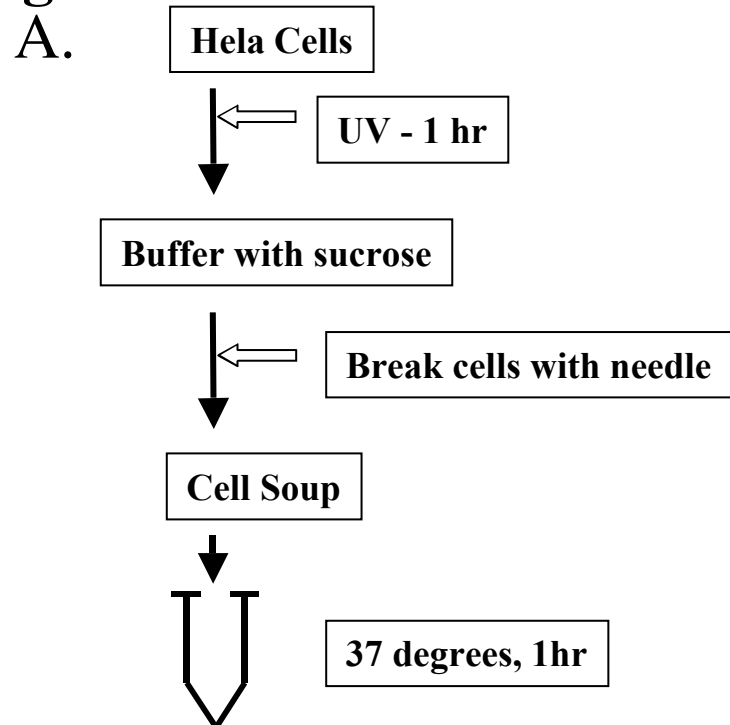 A.
Hela Cells
UV - 1 hr
Buffer with sucrose
Break cells with needle
Cell Soup
37 degrees, 1hr